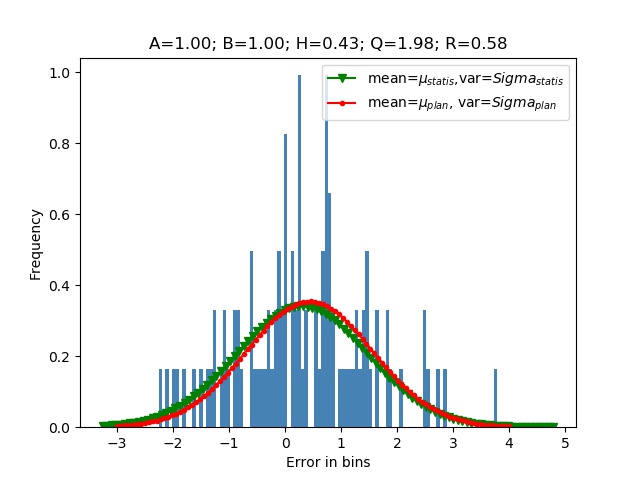 A=1.00; B=1.00; H=0.43; Q=1.98; R=0.58
mean=μstatis,var=Sigmastatis
mean=μplan, var=Sigmaplan
1.0
0.8
0.6
0.4
0.2
0.0
Frequency
−3 −2 −1 0 1 2 3 4 5
Error in bins